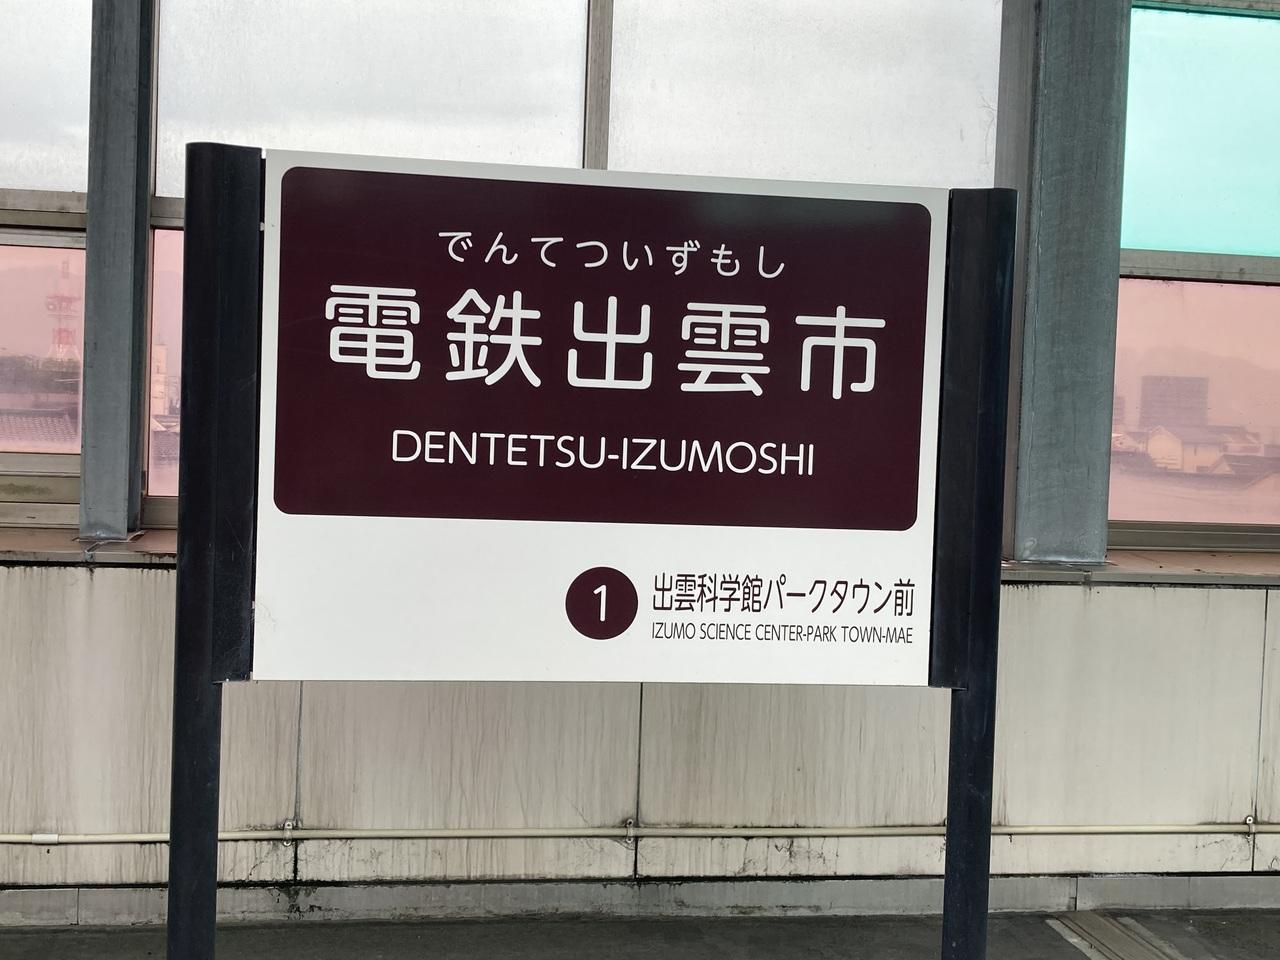 でんてついずもし
電鉄出雲市
DENTETSU-IZUMOSHI
1 出雲科学館パークタウン前
IZUMO SCIENCE CENTER-PARK TOWN-MAE